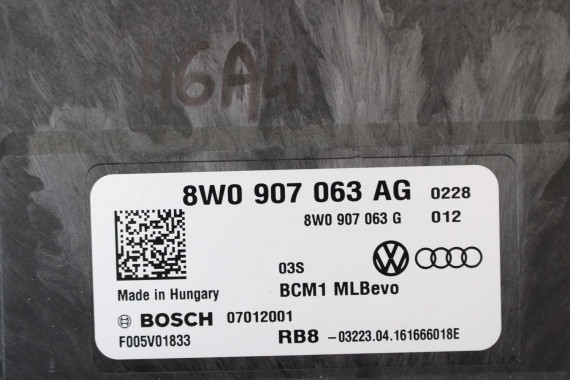 46A4
8W0 907 063 AG 0228
8W0 907 063 G 012
03S
Made in Hungary BCM1 MLBevo
BOSCH 07012001
F005V01833 RB8 -03223.04.161666018E